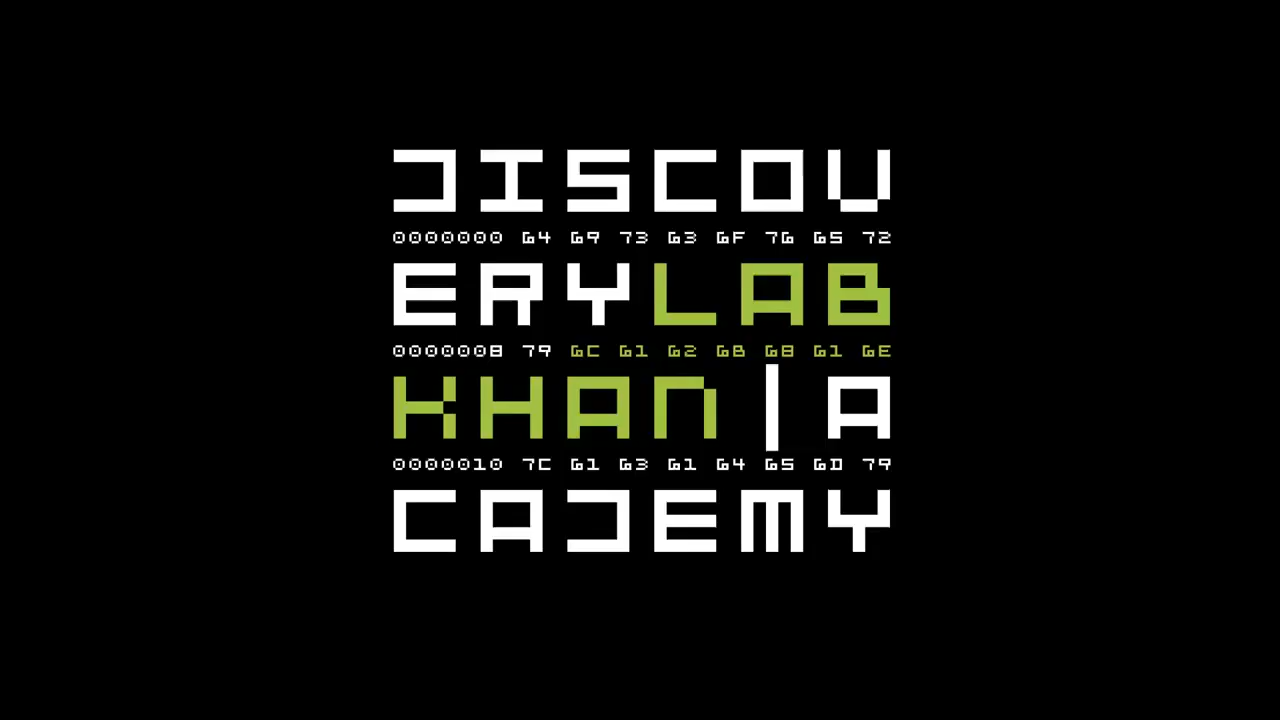 DISCOV
0000000 64 69 73 63 6F 76 65 72
ERYLAB
0000008 79 6C 61 62 6B 68 61 6E
KHAN|A
0000010 7C 61 63 61 64 65 6D 79
CADEMY